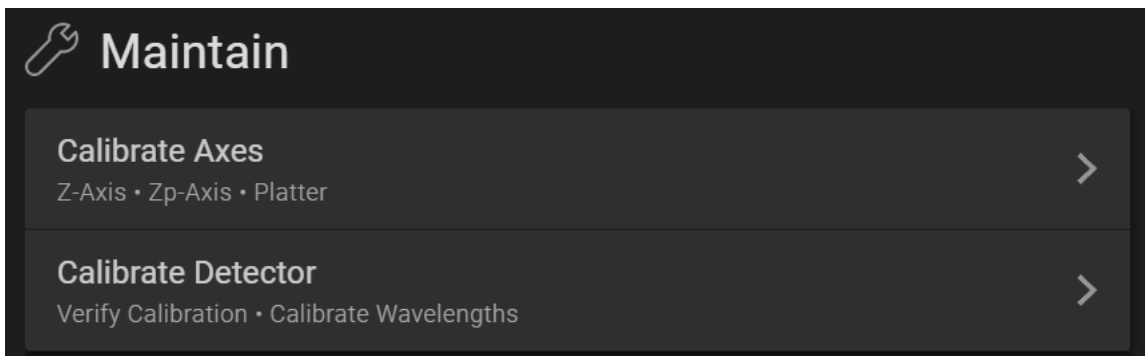 Maintain
Calibrate Axes
Z-Axis • Zp-Axis • Platter
Calibrate Detector
Verify Calibration • Calibrate Wavelengths